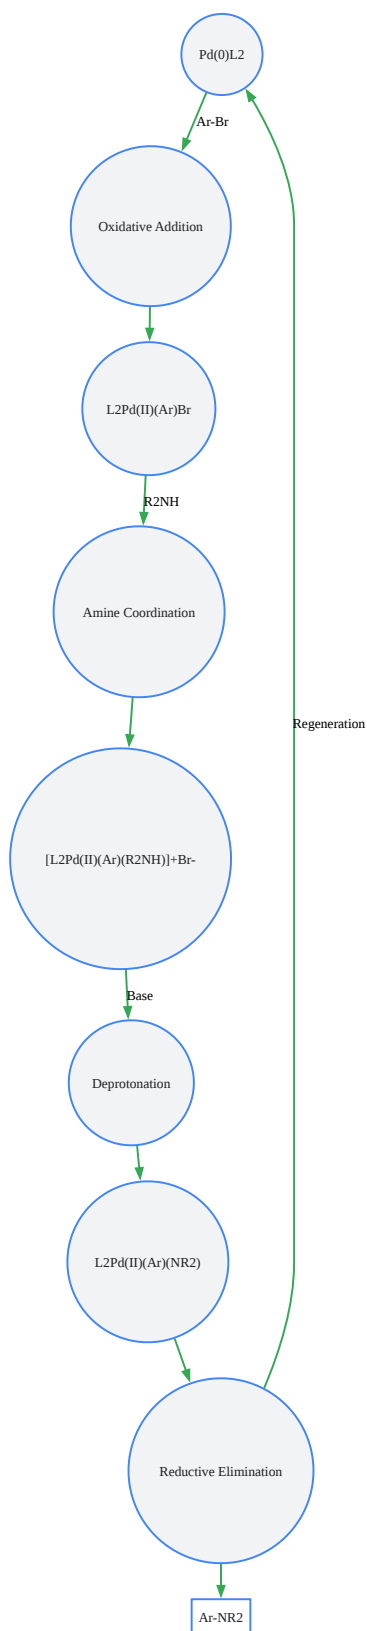 Pd(0)L2
Ar-Br
Oxidative Addition
L2Pd(II)(Ar)Br
R2NH
Amine Coordination
Regeneration
[L2Pd(II)(Ar)(R2NH)]+Br-
Base
Deprotonation
L2Pd(II)(Ar)(NR2)
Reductive Elimination
Ar-NR2